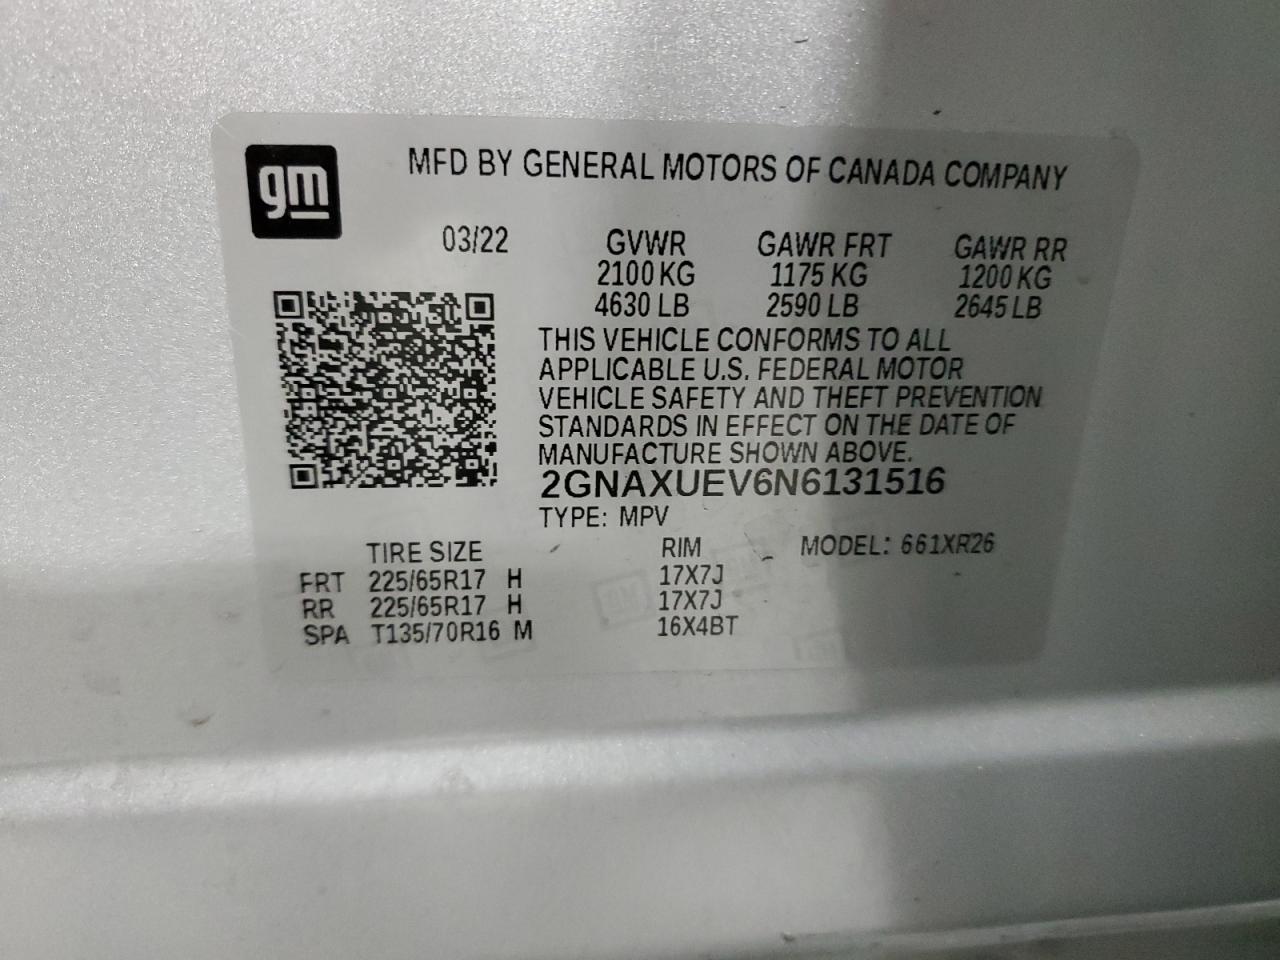 gm
MFD BY GENERAL MOTORS OF CANADA COMPANY
03/22 GVWR GAWR FRT GAWR RR
2100 KG 1175 KG 1200 KG
4630 LB 2590 LB 2645 LB
THIS VEHICLE CONFORMS TO ALL
APPLICABLE U.S. FEDERAL MOTOR
VEHICLE SAFETY AND THEFT PREVENTION
STANDARDS IN EFFECT ON THE DATE OF
MANUFACTURE SHOWN ABOVE.
2GNAXUEV6N6131516
TYPE: MPV
TIRE SIZE RIM MODEL: 661XR26
FRT 225/65R17 H 17X7J
RR 225/65R17 H 17X7J
SPA T135/70R16 M 16X4BT